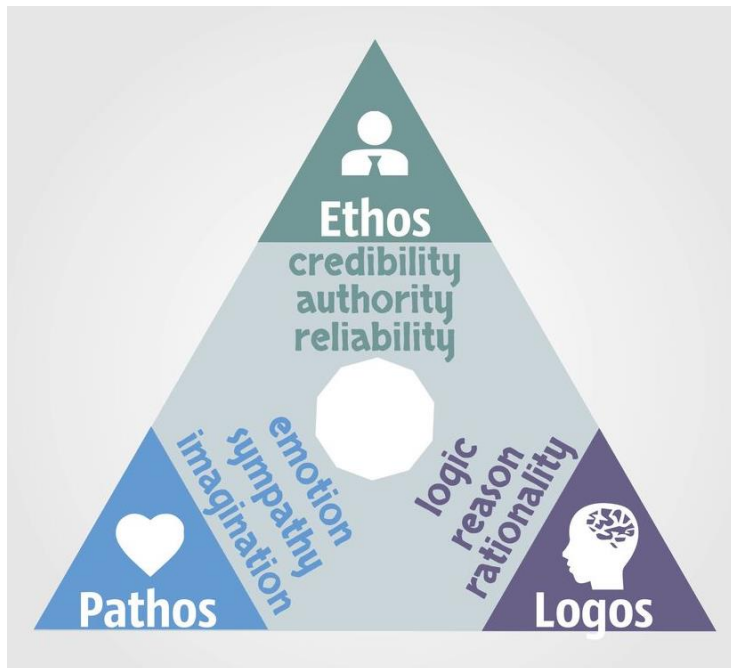 Ethos
credibility
authority
reliability
emotion
sympathy
imagination
Pathos
logic
reason
rationality
Logos